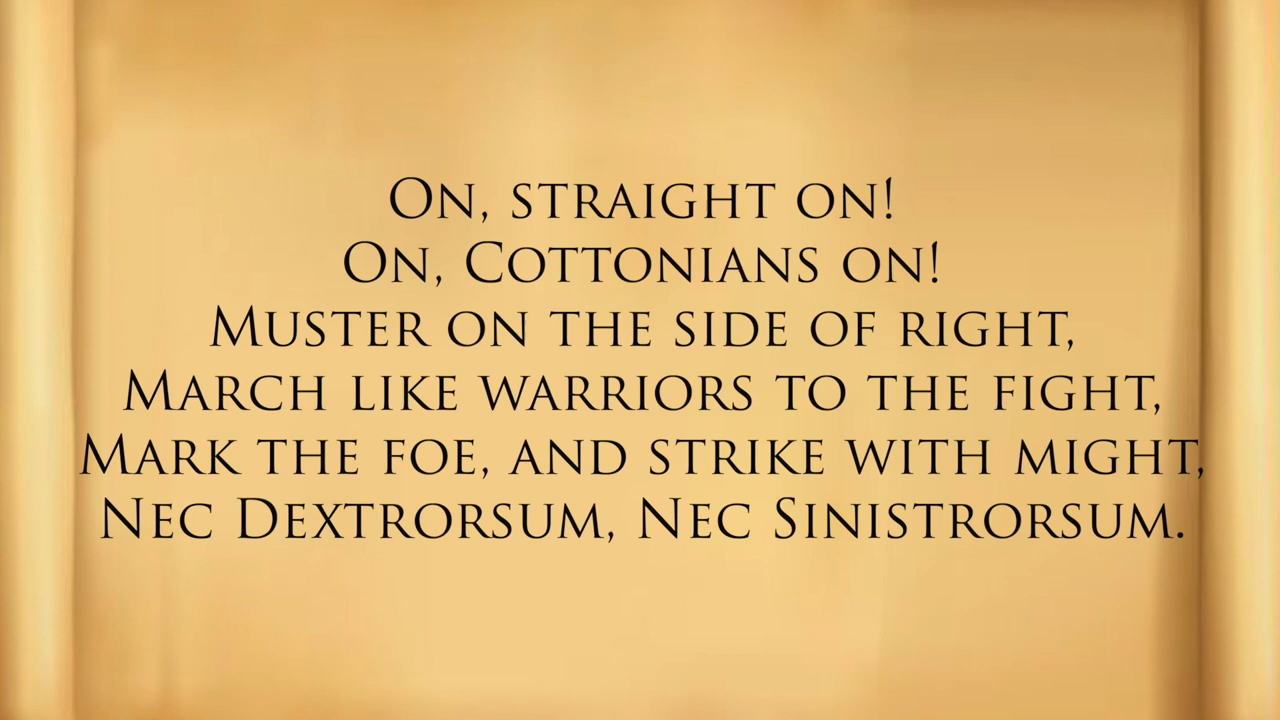 On, straight on!
On, Cottonians on!
Muster on the side of right,
March like warriors to the fight,
Mark the foe, and strike with might,
Nec Dextrorsum, Nec Sinistrorsum.